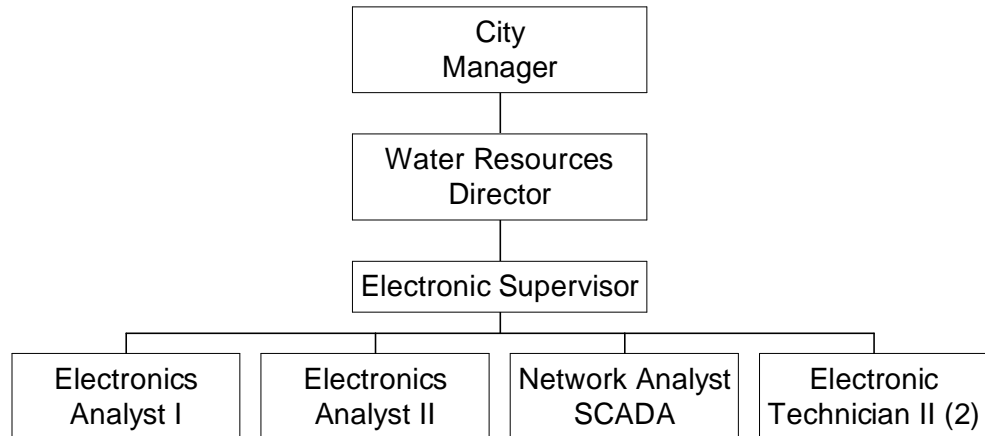 City
Manager
Water Resources
Director
Electronic Supervisor
Electronics
Analyst I
Electronics
Analyst II
Network Analyst
SCADA
Electronic
Technician II (2)